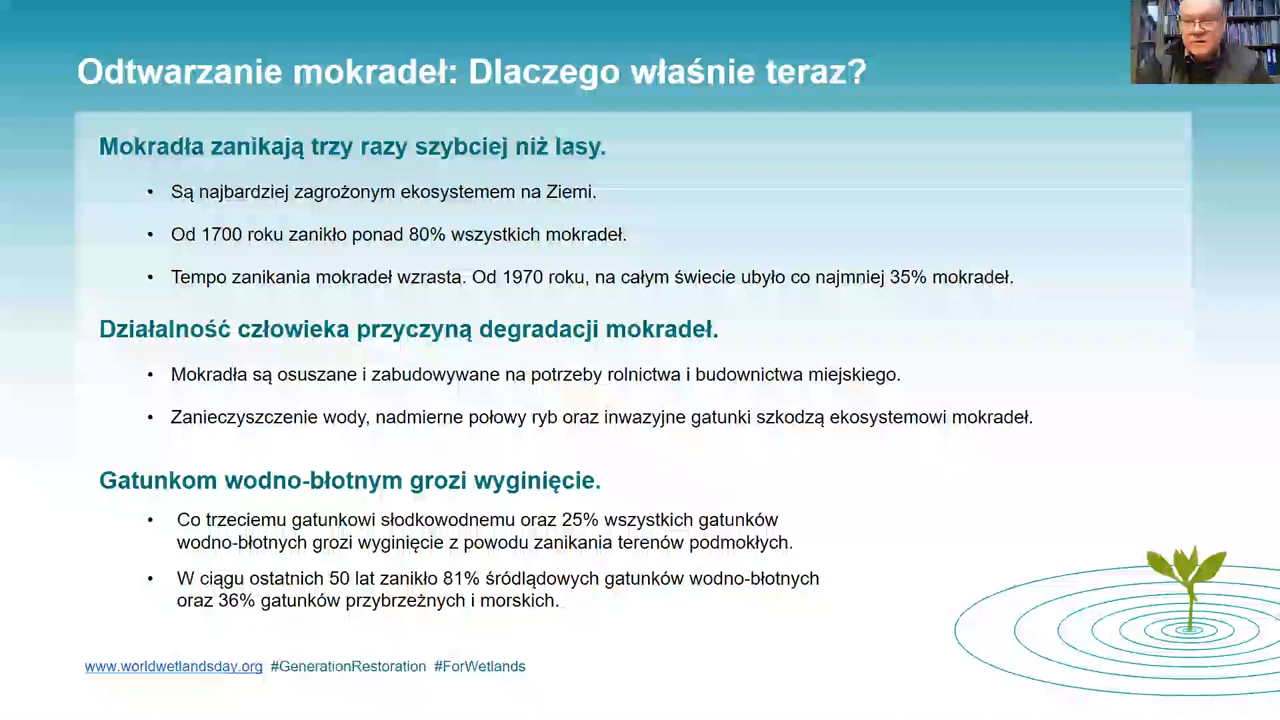 Odtwarzanie mokradeł: Dlaczego właśnie teraz?
Mokradła zanikają trzy razy szybciej niż lasy.
• Są najbardziej zagrożonym ekosystemem na Ziemi.
• Od 1700 roku zanikło ponad 80% wszystkich mokradeł.
• Tempo zanikania mokradeł wzrasta. Od 1970 roku, na całym świecie ubyło co najmniej 35% mokradeł.
Działalność człowieka przyczyną degradacji mokradeł.
• Mokradła są osuszane i zabudowywane na potrzeby rolnictwa i budownictwa miejskiego.
• Zanieczyszczenie wody, nadmierne połowy ryb oraz inwazyjne gatunki szkodzą ekosystemowi mokradeł.
Gatunkom wodno-błotnym grozi wyginięcie.
• Co trzeciemu gatunkowi słodkowodnemu oraz 25% wszystkich gatunków
wodno-błotnych grozi wyginięcie z powodu zanikania terenów podmokłych.
• W ciągu ostatnich 50 lat zanikło 81% śródlądowych gatunków wodno-błotnych
oraz 36% gatunków przybrzeżnych i morskich.
www.worldwetlandsday.org #GenerationRestoration #ForWetlands